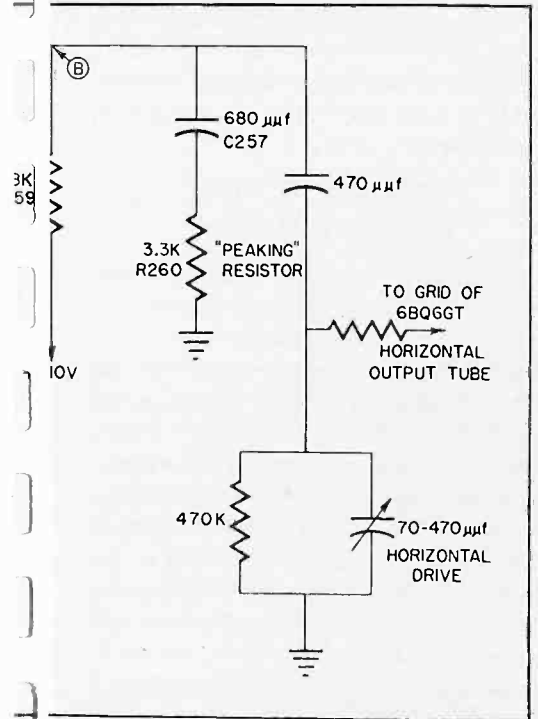 B
680 µµf
C257
470 µµf
3K
59
3.3K
R260
"PEAKING"
RESISTOR
TO GRID OF
6BQGGT
HORIZONTAL
OUTPUT TUBE
10V
470K
70-470µµf
HORIZONTAL
DRIVE